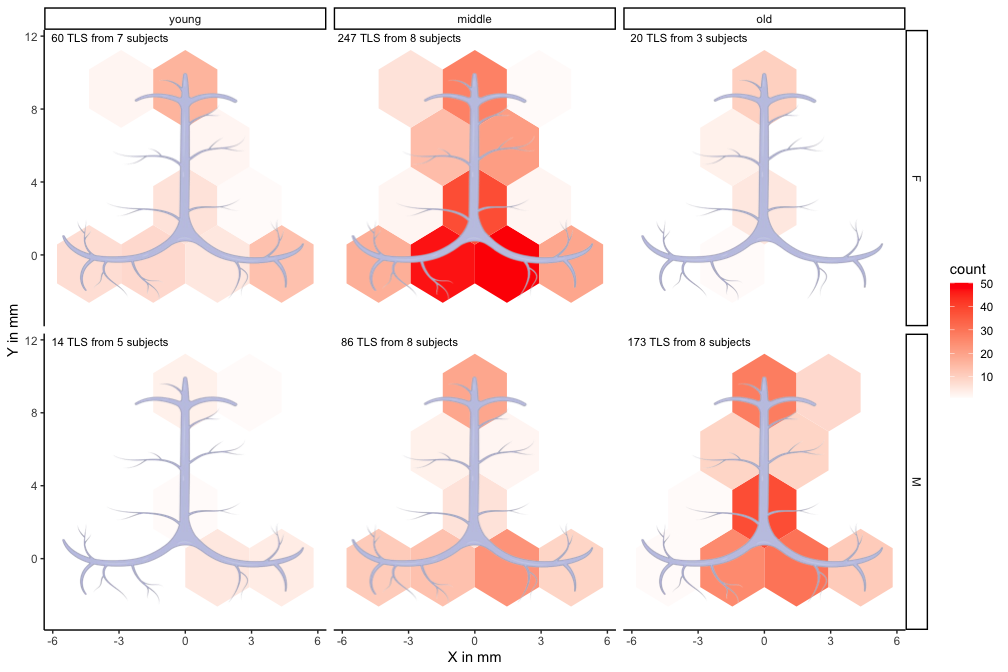 young
middle
old
60 TLS from 7 subjects
247 TLS from 8 subjects
20 TLS from 3 subjects
12
8
4
0
F
14 TLS from 5 subjects
86 TLS from 8 subjects
173 TLS from 8 subjects
12
8
4
0
M
Y in mm
-6 -3 0 3 6
-6 -3 0 3 6
-6 -3 0 3 6
X in mm
count
50
40
30
20
10